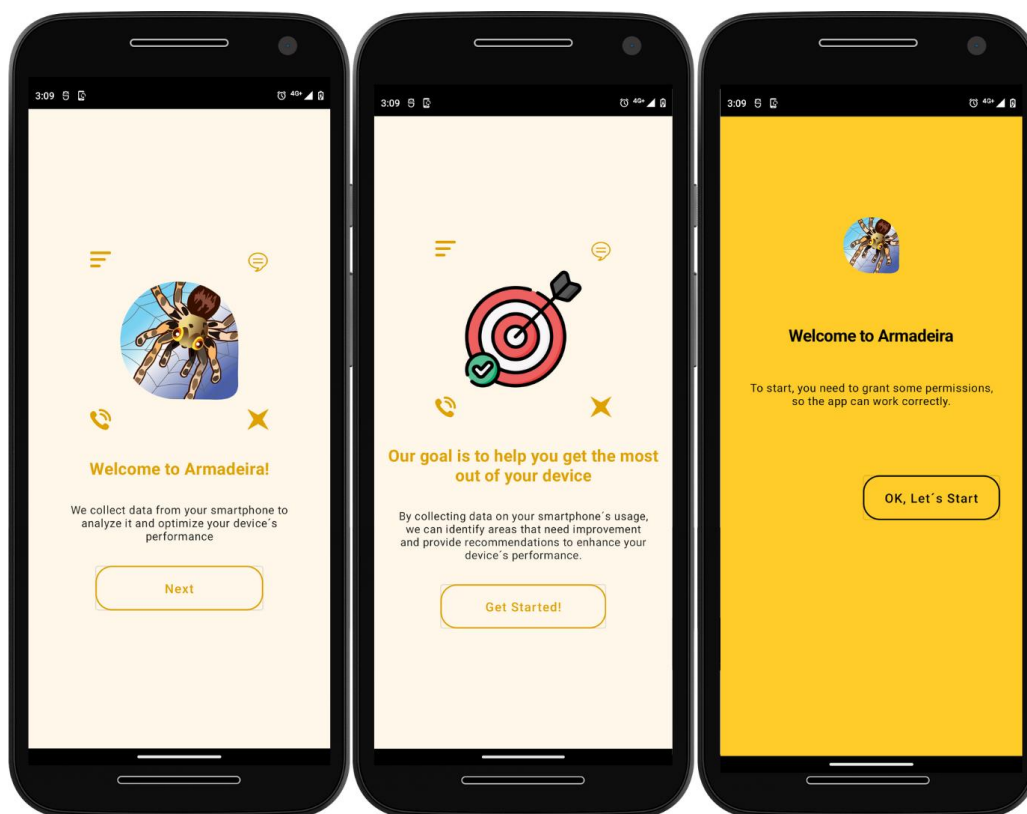 3:09
4G+
Welcome to Armadeira!
We collect data from your smartphone to
analyze it and optimize your device´s
performance
Next
3:09
4G+
Our goal is to help you get the most
out of your device
By collecting data on your smartphone´s usage,
we can identify areas that need improvement
and provide recommendations to enhance your
device´s performance.
Get Started!
3:09
4G+
Welcome to Armadeira
To start, you need to grant some permissions,
so the app can work correctly.
OK, Let´s Start